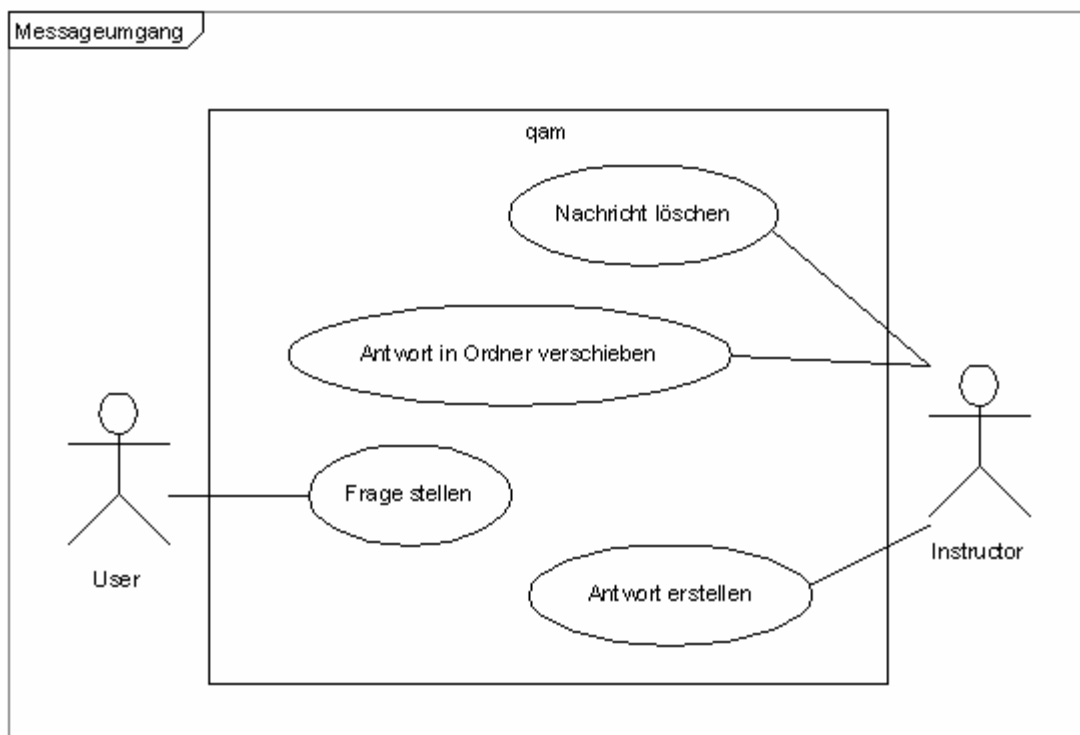 Messageumgang
qam
Nachricht löschen
Antwort in Ordner verschieben
Frage stellen
User
Instructor
Antwort erstellen